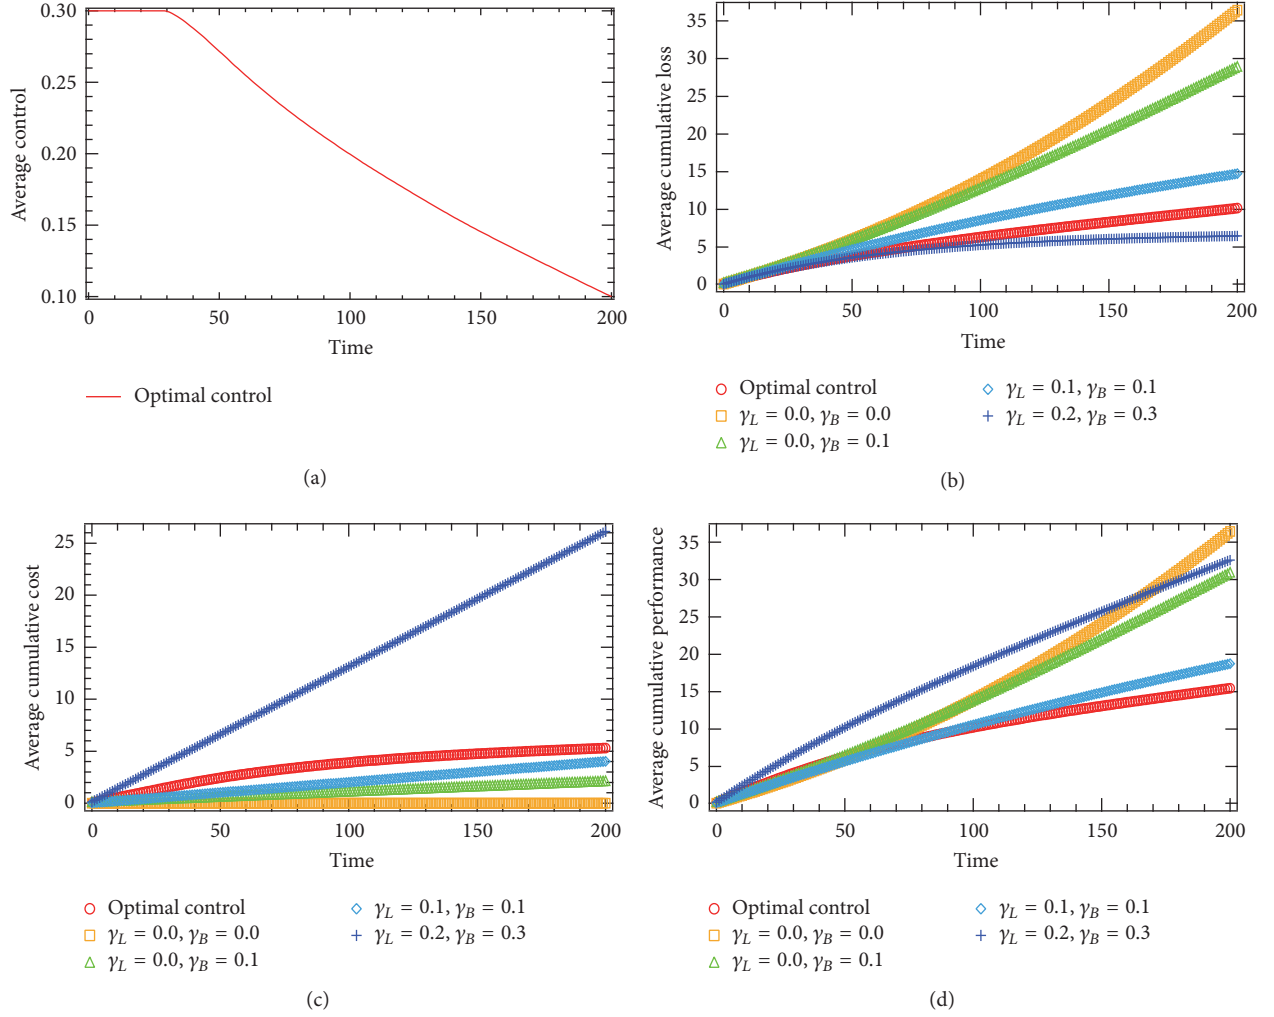 0.30
0.25
0.20
0.15
0.10
Average control
0 50 100 150 200
Time
Optimal control
(a)
35
30
25
20
15
10
5
0
Average cumulative loss
0 50 100 150 200
Time
Optimal control
γL = 0.0, γB = 0.0
γL = 0.0, γB = 0.1
γL = 0.1, γB = 0.1
γL = 0.2, γB = 0.3
(b)
25
20
15
10
5
0
Average cumulative cost
0 50 100 150 200
Time
Optimal control
γL = 0.0, γB = 0.0
γL = 0.0, γB = 0.1
γL = 0.1, γB = 0.1
γL = 0.2, γB = 0.3
(c)
35
30
25
20
15
10
5
0
Average cumulative performance
0 50 100 150 200
Time
Optimal control
γL = 0.0, γB = 0.0
γL = 0.0, γB = 0.1
γL = 0.1, γB = 0.1
γL = 0.2, γB = 0.3
(d)